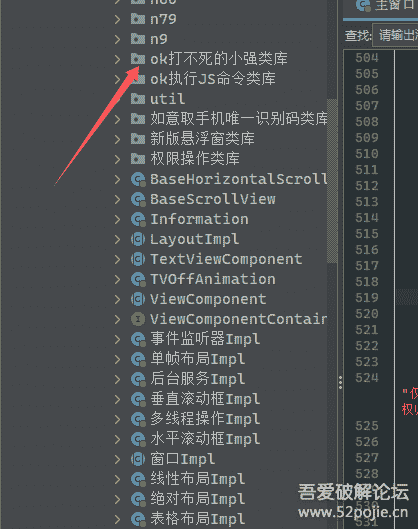 n79
主窗口
n9
查找: 请输出
ok打不死的小强类库
504
ok执行JS命令类库
505
util
506
如意取手机唯一识别码类库
507
508
新版悬浮窗类库
509
权限操作类库
510
511
BaseHorizontalScroll
512
BaseScrollView
513
Information
514
515
LayoutImpl
516
TextViewComponent
517
TVOffAnimation
518
ViewComponent
519
ViewComponentContain
520
521
事件监听器Impl
522
单帧布局Impl
523
后台服务Impl
524
垂直滚动框Impl
"仅
权
多线程操作Impl
525
水平滚动框Impl
526
窗口Impl
527
线性布局Impl
528
529
绝对布局Impl
530
表格布局Impl
531
吾爱破解论坛
www.52pojie.cn